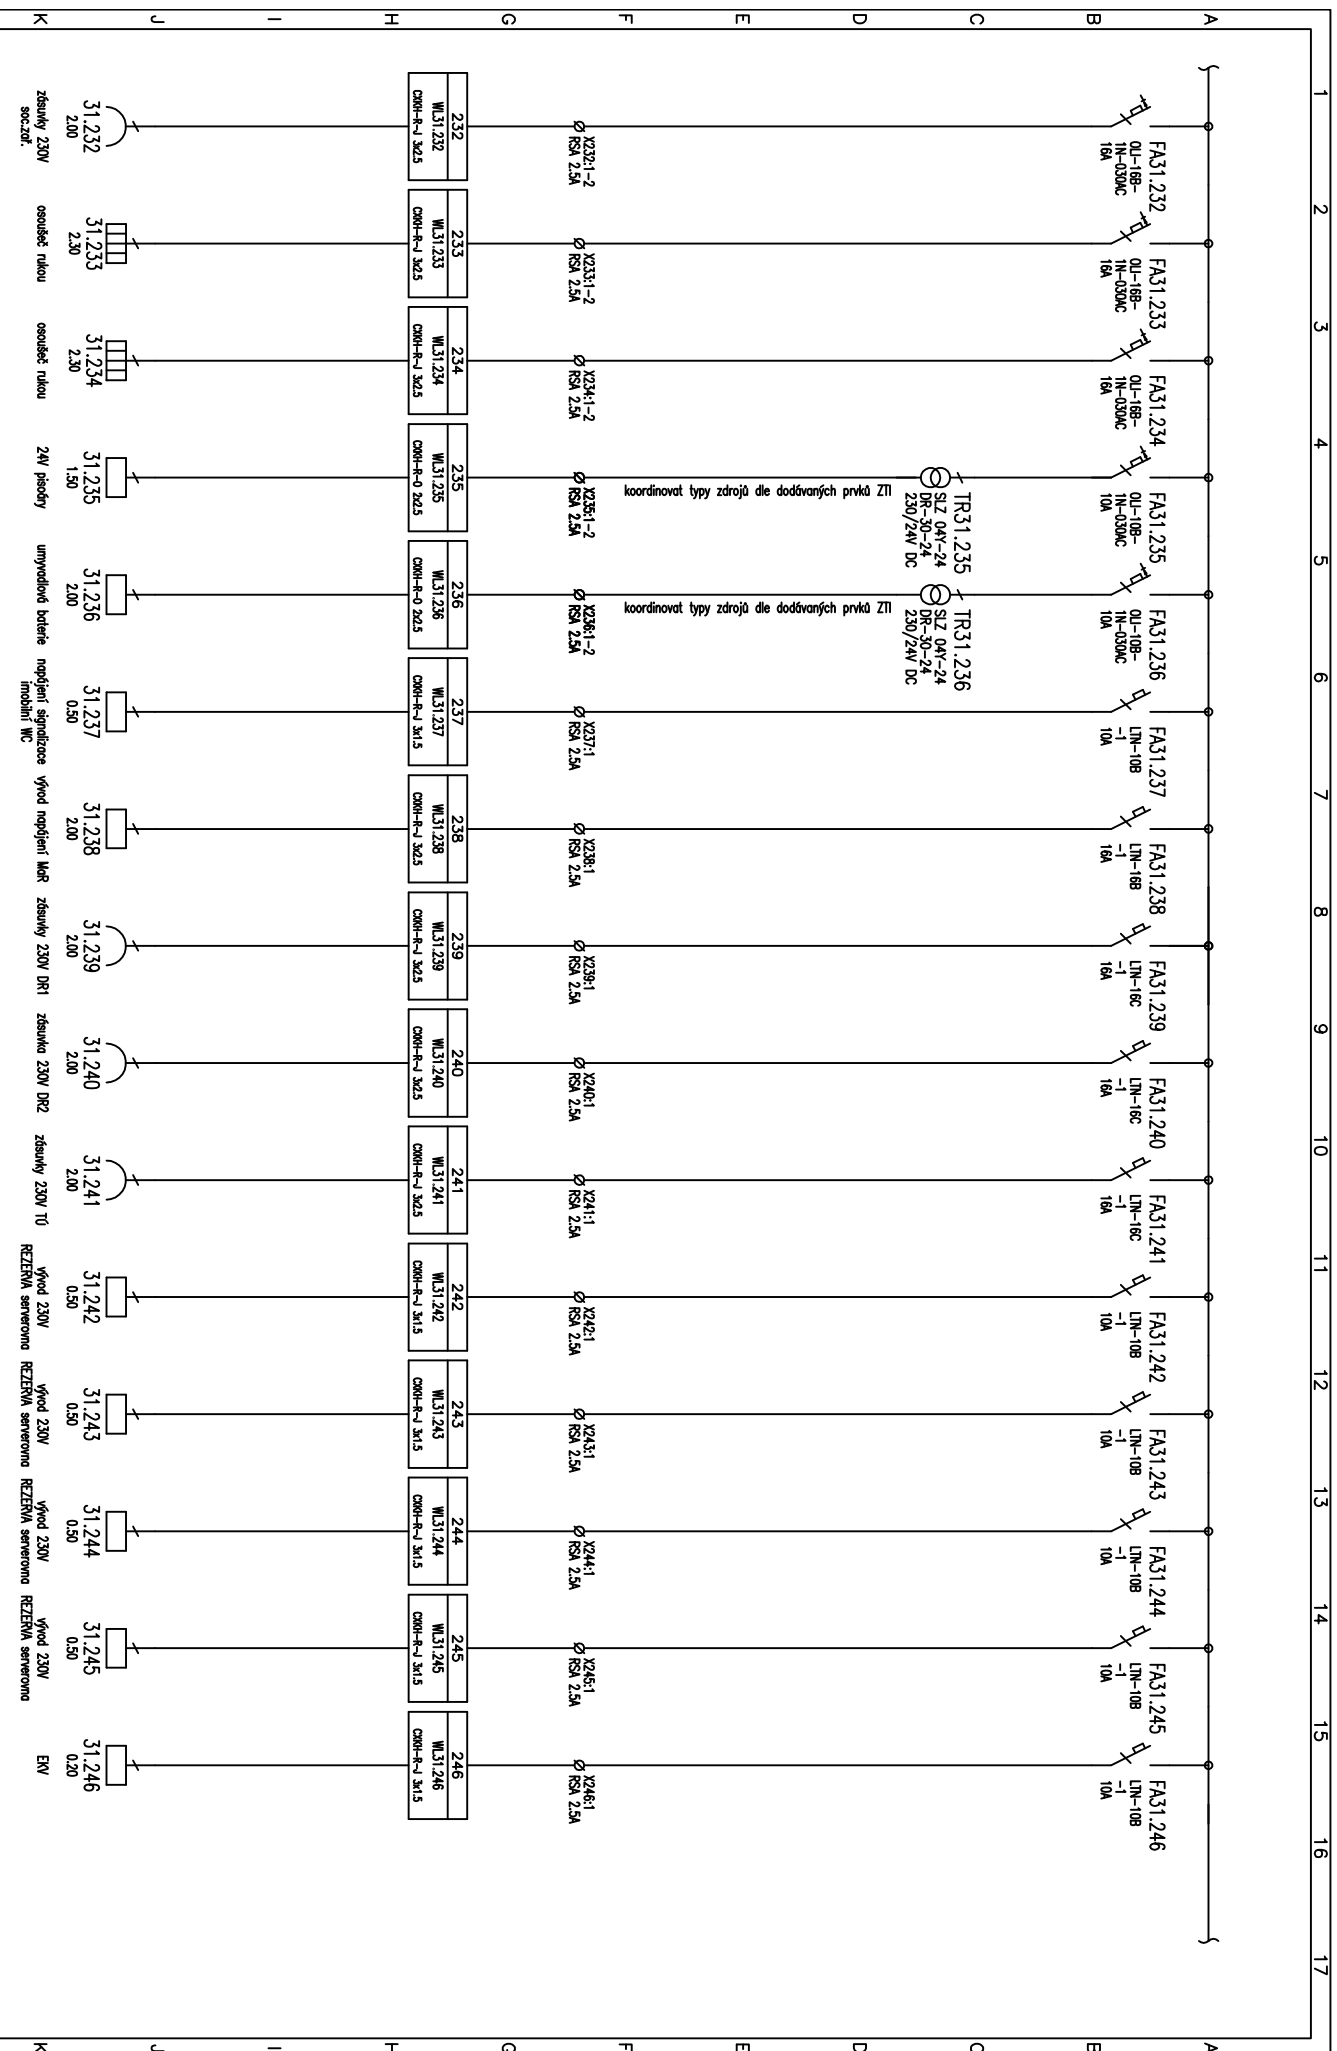 1 2 3 4 5 6 7 8 9 10 11 12 13 14 15 16 17
A A
B B
C C
D D
E E
F F
G G
H H
I I
J J
K K
FA31.232
OLI-16B-
1N-030AC
16A
FA31.233
OLI-16B-
1N-030AC
16A
FA31.234
OLI-16B-
1N-030AC
16A
FA31.235
OLI-10B-
1N-030AC
10A
FA31.236
OLI-10B-
1N-030AC
10A
FA31.237
LTN-10B
-1
10A
FA31.238
LTN-16B
-1
16A
FA31.239
LTN-16C
-1
16A
FA31.240
LTN-16C
-1
16A
FA31.241
LTN-16C
-1
16A
FA31.242
LTN-10B
-1
10A
FA31.243
LTN-10B
-1
10A
FA31.244
LTN-10B
-1
10A
FA31.245
LTN-10B
-1
10A
FA31.246
LTN-10B
-1
10A
TR31.235
SLZ 04Y-24
DR-30-24
230/24V DC
TR31.236
SLZ 04Y-24
DR-30-24
230/24V DC
koordinovat typy zdrojů dle dodávaných prvků ZTI
koordinovat typy zdrojů dle dodávaných prvků ZTI
X232:1-2
RSA 2.5A
X233:1-2
RSA 2.5A
X234:1-2
RSA 2.5A
X235:1-2
RSA 2.5A
X236:1-2
RSA 2.5A
X237:1
RSA 2.5A
X238:1
RSA 2.5A
X239:1
RSA 2.5A
X240:1
RSA 2.5A
X241:1
RSA 2.5A
X242:1
RSA 2.5A
X243:1
RSA 2.5A
X244:1
RSA 2.5A
X245:1
RSA 2.5A
X246:1
RSA 2.5A
232
WL31.232
CXKH-R-J 3x2.5
233
WL31.233
CXKH-R-J 3x2.5
234
WL31.234
CXKH-R-J 3x2.5
235
WL31.235
CXKH-R-O 2x2.5
236
WL31.236
CXKH-R-O 2x2.5
237
WL31.237
CXKH-R-J 3x1.5
238
WL31.238
CXKH-R-J 3x2.5
239
WL31.239
CXKH-R-J 3x2.5
240
WL31.240
CXKH-R-J 3x2.5
241
WL31.241
CXKH-R-J 3x2.5
242
WL31.242
CXKH-R-J 3x1.5
243
WL31.243
CXKH-R-J 3x1.5
244
WL31.244
CXKH-R-J 3x1.5
245
WL31.245
CXKH-R-J 3x1.5
246
WL31.246
CXKH-R-J 3x1.5
31.232
2.00
zásuvky 230V
soc.zař.
31.233
2.30
osoušeč rukou
31.234
2.30
osoušeč rukou
31.235
1.50
24V pisoáry
31.236
2.00
umyvadlová baterie
31.237
0.50
napájení signalizace
imobilní WC
31.238
2.00
vývod napájení MaR
31.239
2.00
zásuvky 230V DR1
31.240
2.00
zásuvka 230V DR2
31.241
2.00
zásuvky 230V TÚ
31.242
0.50
vývod 230V
REZERVA serverovna
31.243
0.50
vývod 230V
REZERVA serverovna
31.244
0.50
vývod 230V
REZERVA serverovna
31.245
0.50
vývod 230V
REZERVA serverovna
31.246
0.20
EKV